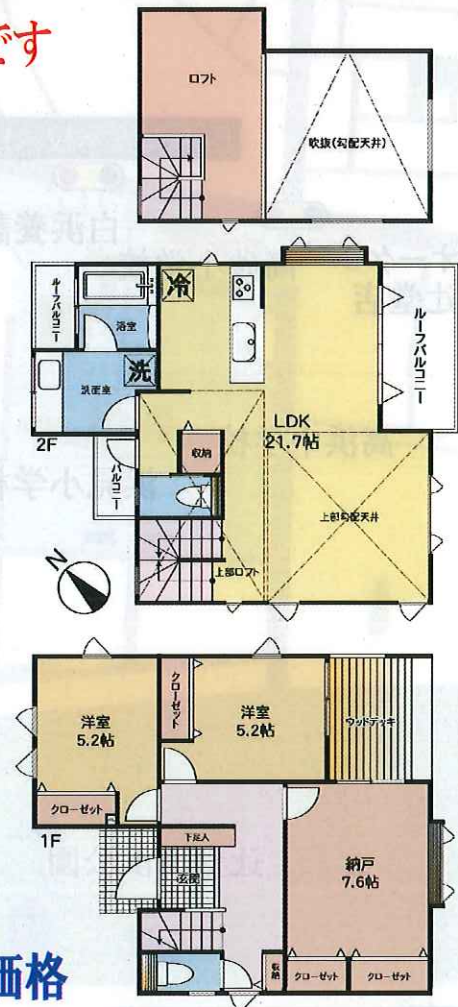 です
ロフト
吹抜(勾配天井)
ルーフバルコニー
浴室
冷
洗面室
洗
ルーフバルコニー
LDK
21.7帖
2F
バルコニー
収納
上部勾配天井
上部ロフト
N
洋室
5.2帖
クローゼット
洋室
5.2帖
ウッドデッキ
クローゼット
1F
下足入
玄関
納戸
7.6帖
収納
クローゼット
クローゼット
価格